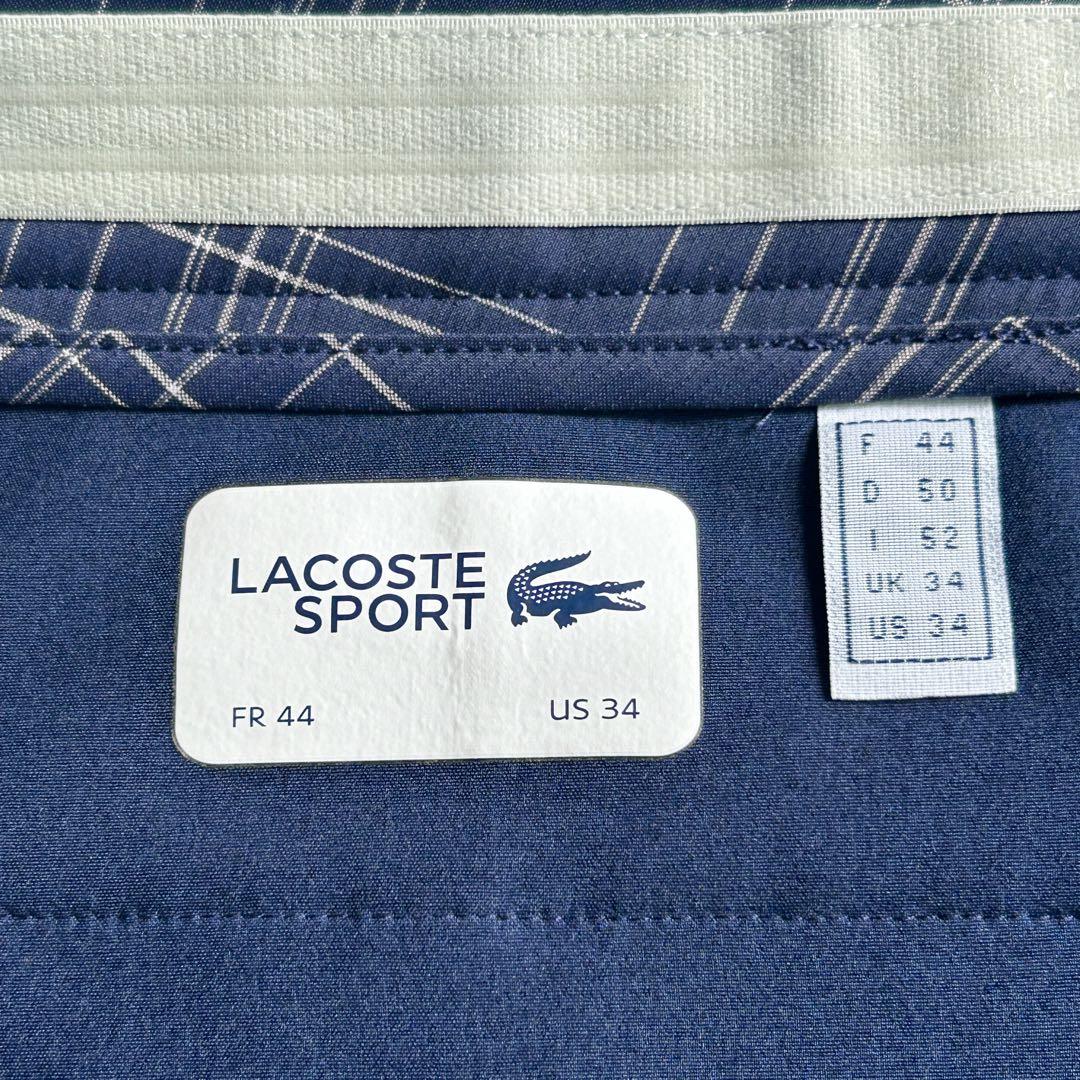 LACOSTE
SPORT
FR 44 US 34
F 44
D 50
I 52
UK 34
US 34